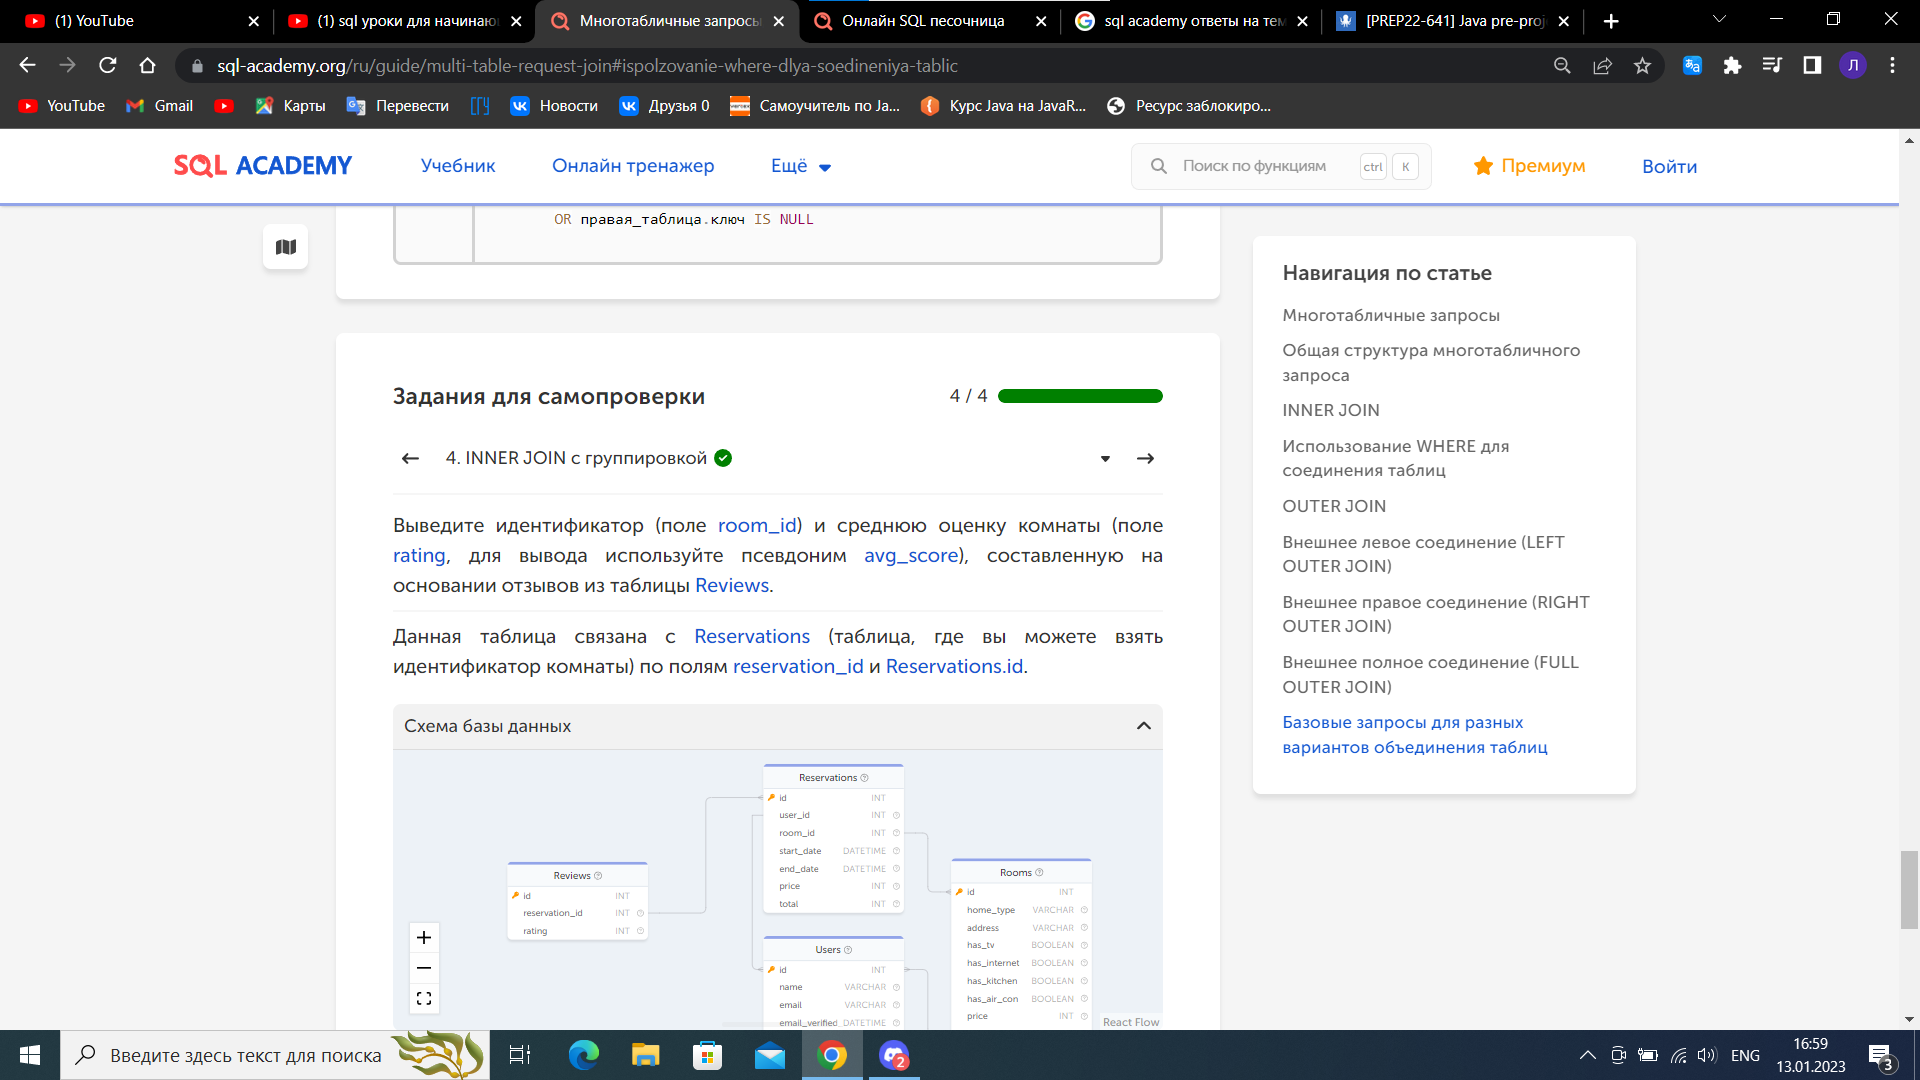 (1) YouTube
(1) sql уроки для начинаю
Многотабличные запросы
Онлайн SQL песочница
sql academy ответы на тем
[PREP22-641] Java pre-proj
sql-academy.org/ru/guide/multi-table-request-join#ispolzovanie-where-dlya-soedineniya-tablic
Л
YouTube
Gmail
Карты
Перевести
Новости
Друзья 0
Самоучитель по Ja...
Курс Java на JavaR...
Ресурс заблокиро...
SQL ACADEMY
Учебник
Онлайн тренажер
Ещё
Поиск по функциям
ctrl
K
Премиум
Войти
OR правая_таблица.ключ IS NULL
Задания для самопроверки
4 / 4
4. INNER JOIN с группировкой
Выведите идентификатор (поле room_id) и среднюю оценку комнаты (поле
rating, для вывода используйте псевдоним avg_score), составленную на
основании отзывов из таблицы Reviews.
Данная таблица связана с Reservations (таблица, где вы можете взять
идентификатор комнаты) по полям reservation_id и Reservations.id.
Схема базы данных
Reservations
id INT
user_id INT
room_id INT
start_date DATETIME
end_date DATETIME
price INT
total INT
Reviews
id INT
reservation_id INT
rating INT
Users
id INT
name VARCHAR
email VARCHAR
email_verified_ DATETIME
Rooms
id INT
home_type VARCHAR
address VARCHAR
has_tv BOOLEAN
has_internet BOOLEAN
has_kitchen BOOLEAN
has_air_con BOOLEAN
price INT
React Flow
Навигация по статье
Многотабличные запросы
Общая структура многотабличного
запроса
INNER JOIN
Использование WHERE для
соединения таблиц
OUTER JOIN
Внешнее левое соединение (LEFT
OUTER JOIN)
Внешнее правое соединение (RIGHT
OUTER JOIN)
Внешнее полное соединение (FULL
OUTER JOIN)
Базовые запросы для разных
вариантов объединения таблиц
Введите здесь текст для поиска
2
ENG
16:59
13.01.2023
3